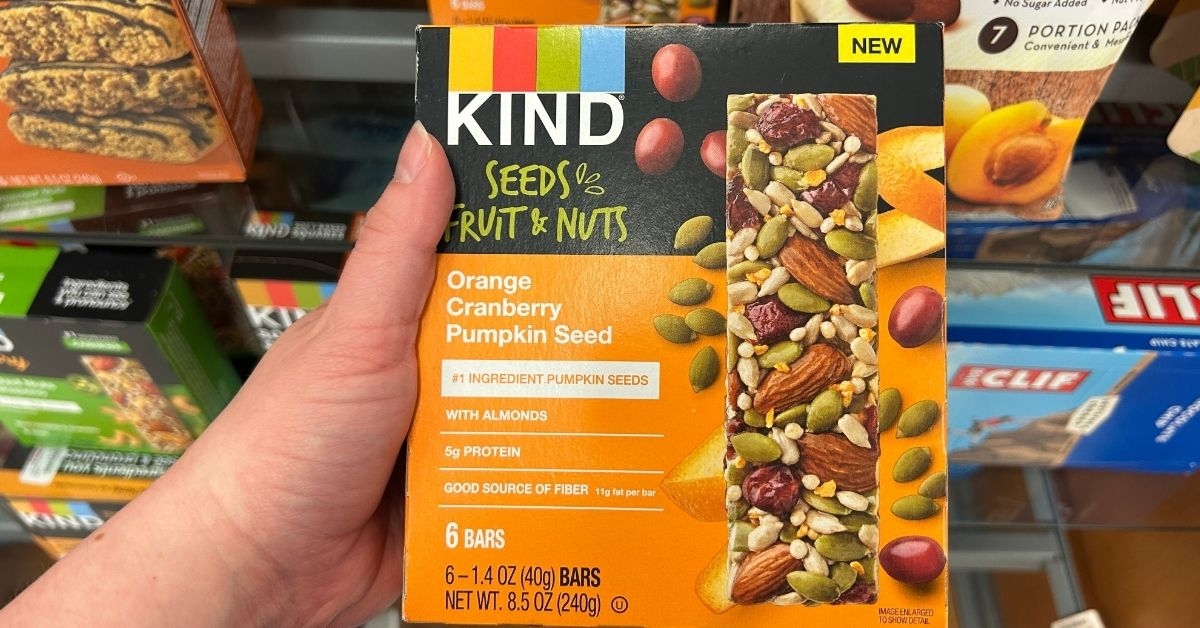 NEW
KIND
SEEDS
FRUIT & NUTS
Orange
Cranberry
Pumpkin Seed
#1 INGREDIENT PUMPKIN SEEDS
WITH ALMONDS
5g PROTEIN
GOOD SOURCE OF FIBER 11g fat per bar
6 BARS
6–1.4 OZ (40g) BARS
NET WT. 8.5 OZ (240g) U
IMAGE ENLARGED
TO SHOW DETAIL
No Sugar Added
7 PORTION
Convenient &
KIND
KIND
CLIF
CLIF